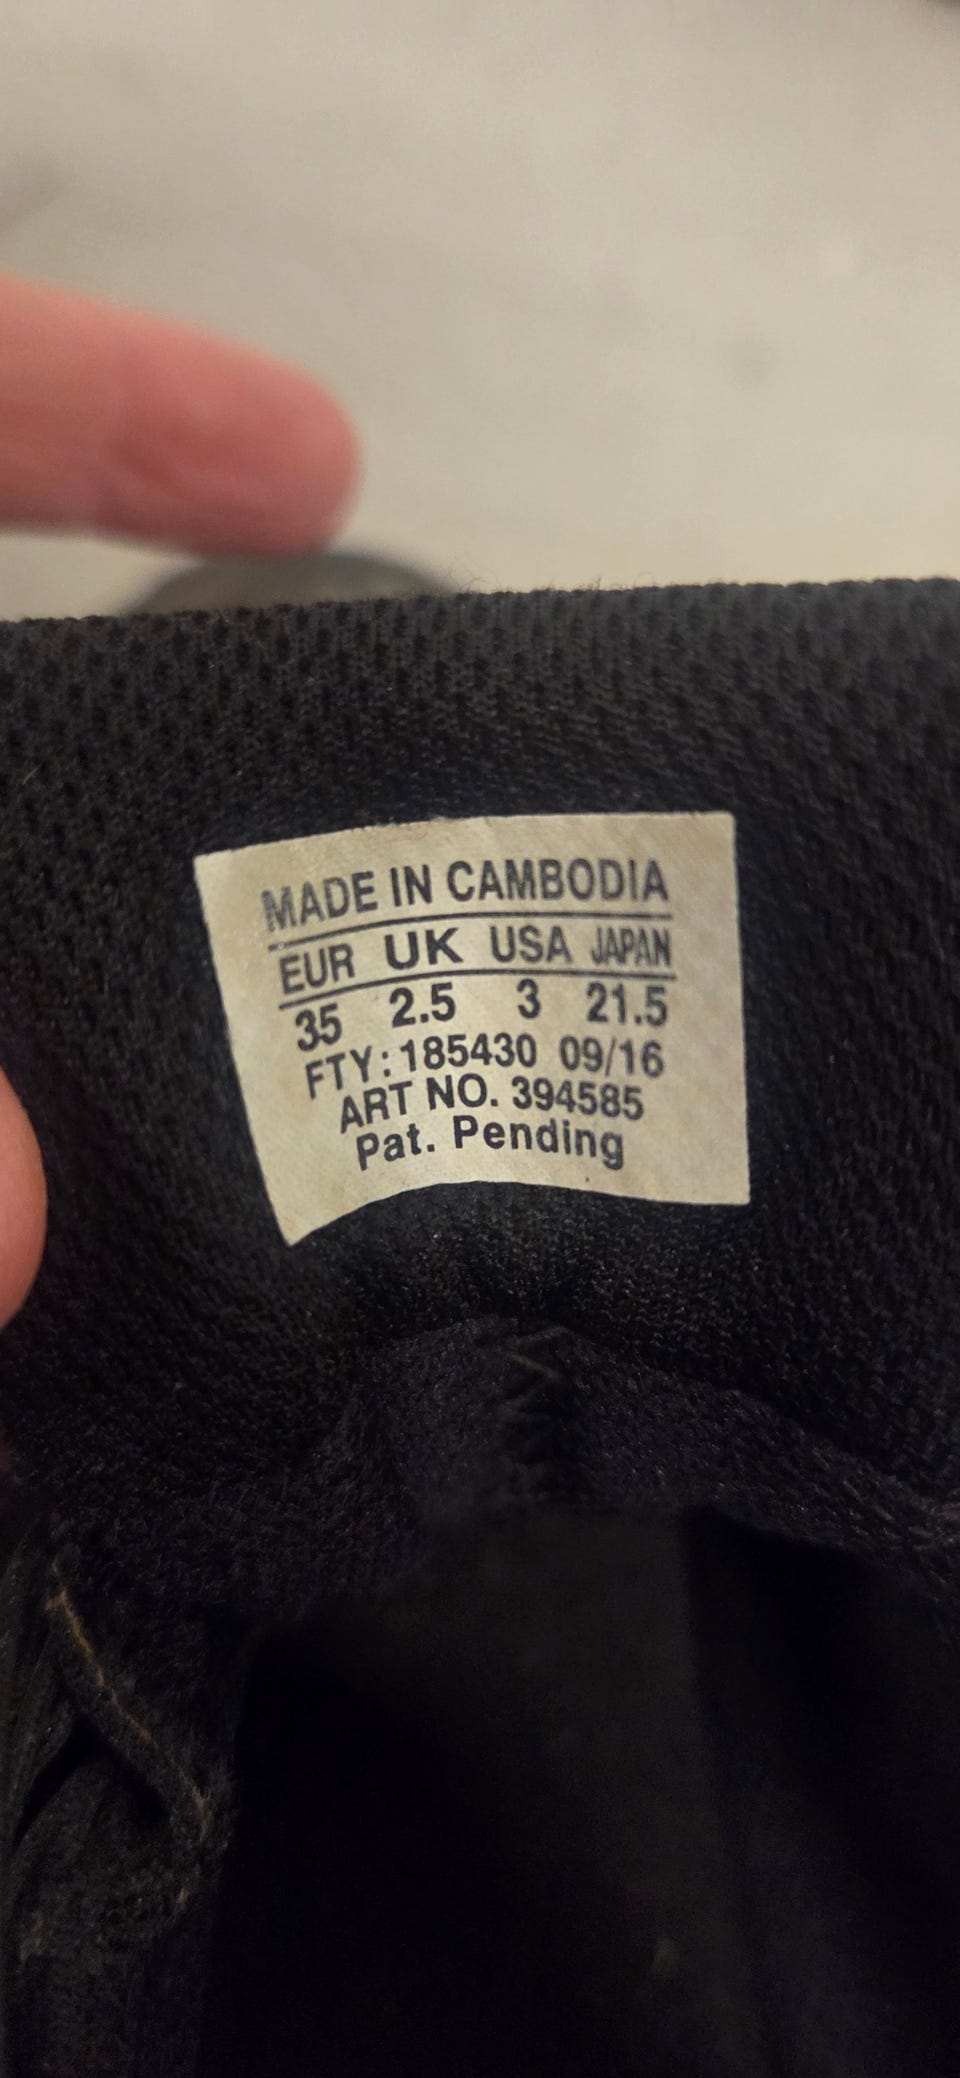 MADE IN CAMBODIA
EUR UK USA JAPAN
35 2.5 3 21.5
FTY: 185430 09/16
ART NO. 394585
Pat. Pending